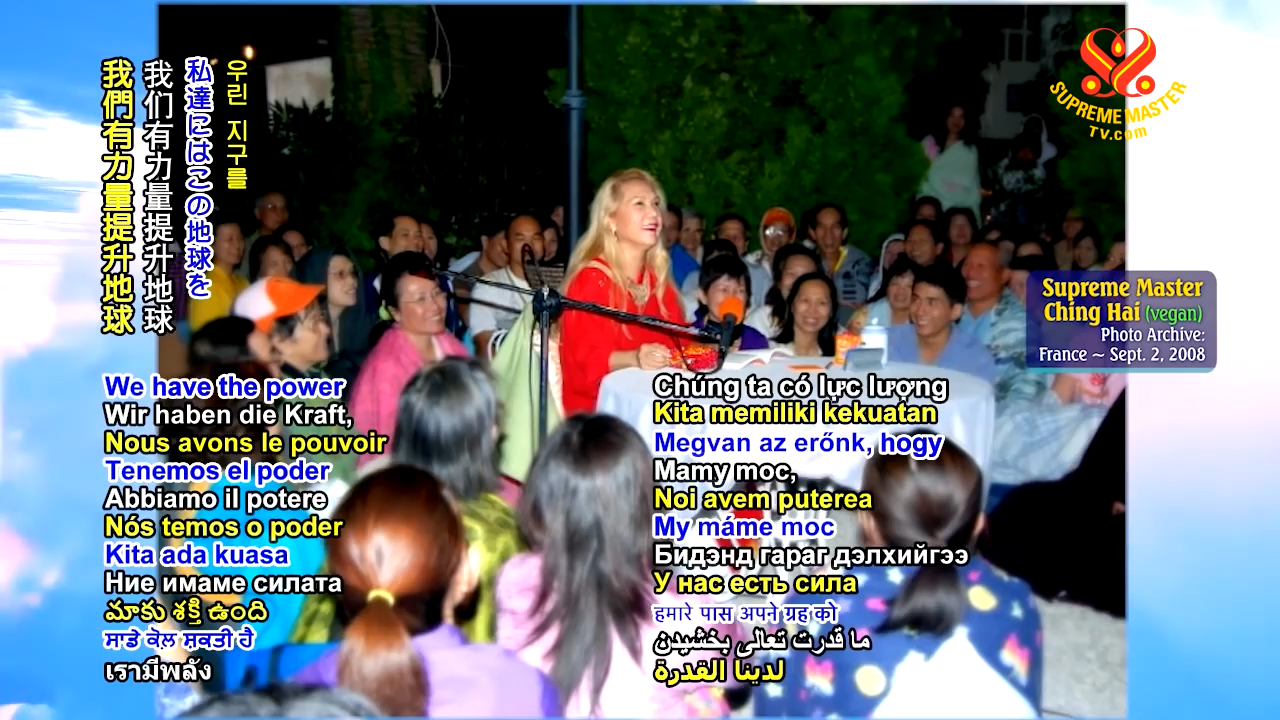 우린 지구를
私達にはこの地球を
我们有力量提升地球
我們有力量提升地球
SUPREME MASTER
TV.com
Supreme Master
Ching Hai (vegan)
Photo Archive:
France ~ Sept. 2, 2008
We have the power
Wir haben die Kraft,
Nous avons le pouvoir
Tenemos el poder
Abbiamo il potere
Nós temos o poder
Kita ada kuasa
Ние имаме силата
మాకు శక్తి ఉంది
ਸਾਡੇ ਕੋਲ ਸ਼ਕਤੀ ਹੈ
เรามีพลัง
Chúng ta có lực lượng
Kita memiliki kekuatan
Megvan az erőnk, hogy
Mamy moc,
Noi avem puterea
My máme moc
Бидэнд гараг дэлхийгээ
У нас есть сила
हमारे पास अपने ग्रह को
ما قدرت تعالی بخشیدن
لدينا القدرة